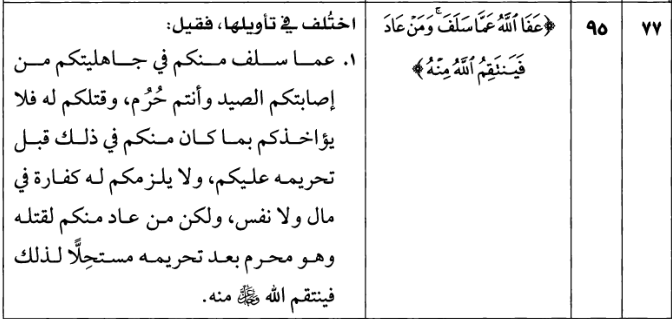 ٧٧ ٩٥ ﴿عَفَا ٱللَّهُ عَمَّا سَلَفَۚ وَمَنۡ عَادَ
فَيَنتَقِمُ ٱللَّهُ مِنۡهُ﴾
اختُلف في تأويلها، فقيل:
١. عما سلف منكم في جاهليتكم من
إصابتكم الصيد وأنتم حُرُم، وقتلكم له فلا
يؤاخذكم بما كان منكم في ذلك قبل
تحريمه عليكم، ولا يلزمكم له كفارة في
مال ولا نفس، ولكن من عاد منكم لقتله
وهو محرم بعد تحريمه مستحِلًّا لذلك
فينتقم الله ﷻ منه.